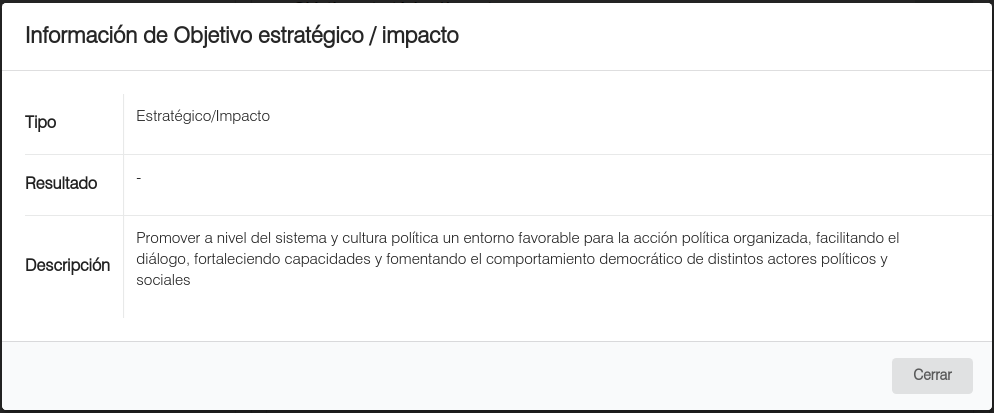 Información de Objetivo estratégico / impacto
Tipo
Estratégico/Impacto
Resultado
-
Descripción
Promover a nivel del sistema y cultura política un entorno favorable para la acción política organizada, facilitando el
diálogo, fortaleciendo capacidades y fomentando el comportamiento democrático de distintos actores políticos y
sociales
Cerrar